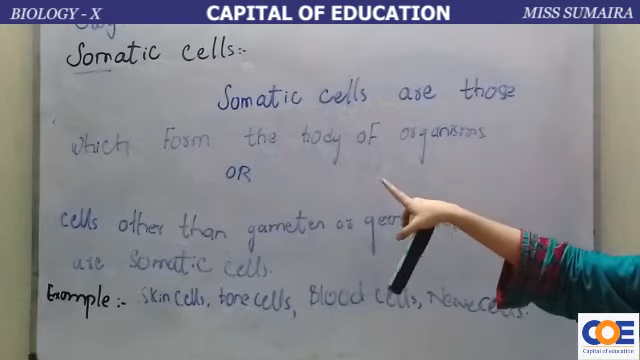 BIOLOGY - X
CAPITAL OF EDUCATION
MISS SUMAIRA
Somatic cells:-
Somatic cells are those
which Form the body of organisms
OR
cells other than gametes or
are Somatic cells.
Example:- Skin cells, bone cells, Blood cells, Nerve cells.
COE
Capital of education